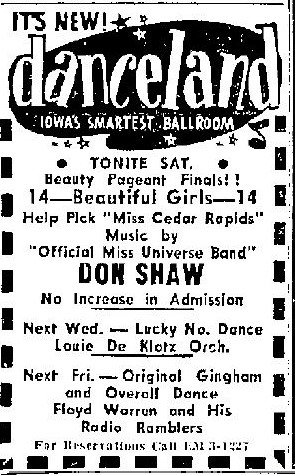 IT'S NEW!
danceland
IOWA'S SMARTEST BALLROOM
• TONITE SAT. •
Beauty Pageant Finals!!
14—Beautiful Girls—14
Help Pick "Miss Cedar Rapids"
Music by
"Official Miss Universe Band"
DON SHAW
No Increase in Admission
Next Wed. — Lucky No. Dance
Louie De Klotz Orch.
Next Fri. — Original Gingham
and Overall Dance
Floyd Warren and His
Radio Ramblers
For Reservations Call EM 3-1227